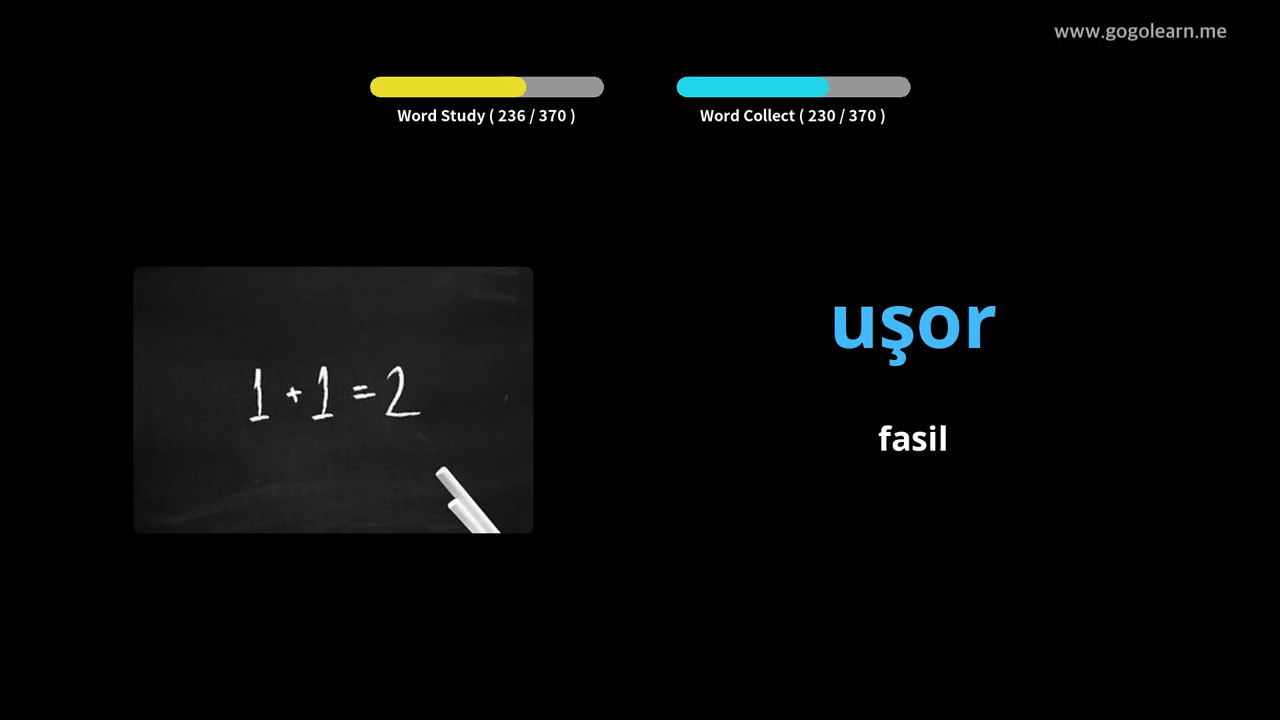 www.gogolearn.me
Word Study ( 236 / 370 )
Word Collect ( 230 / 370 )
1 + 1 = 2
uşor
fasil